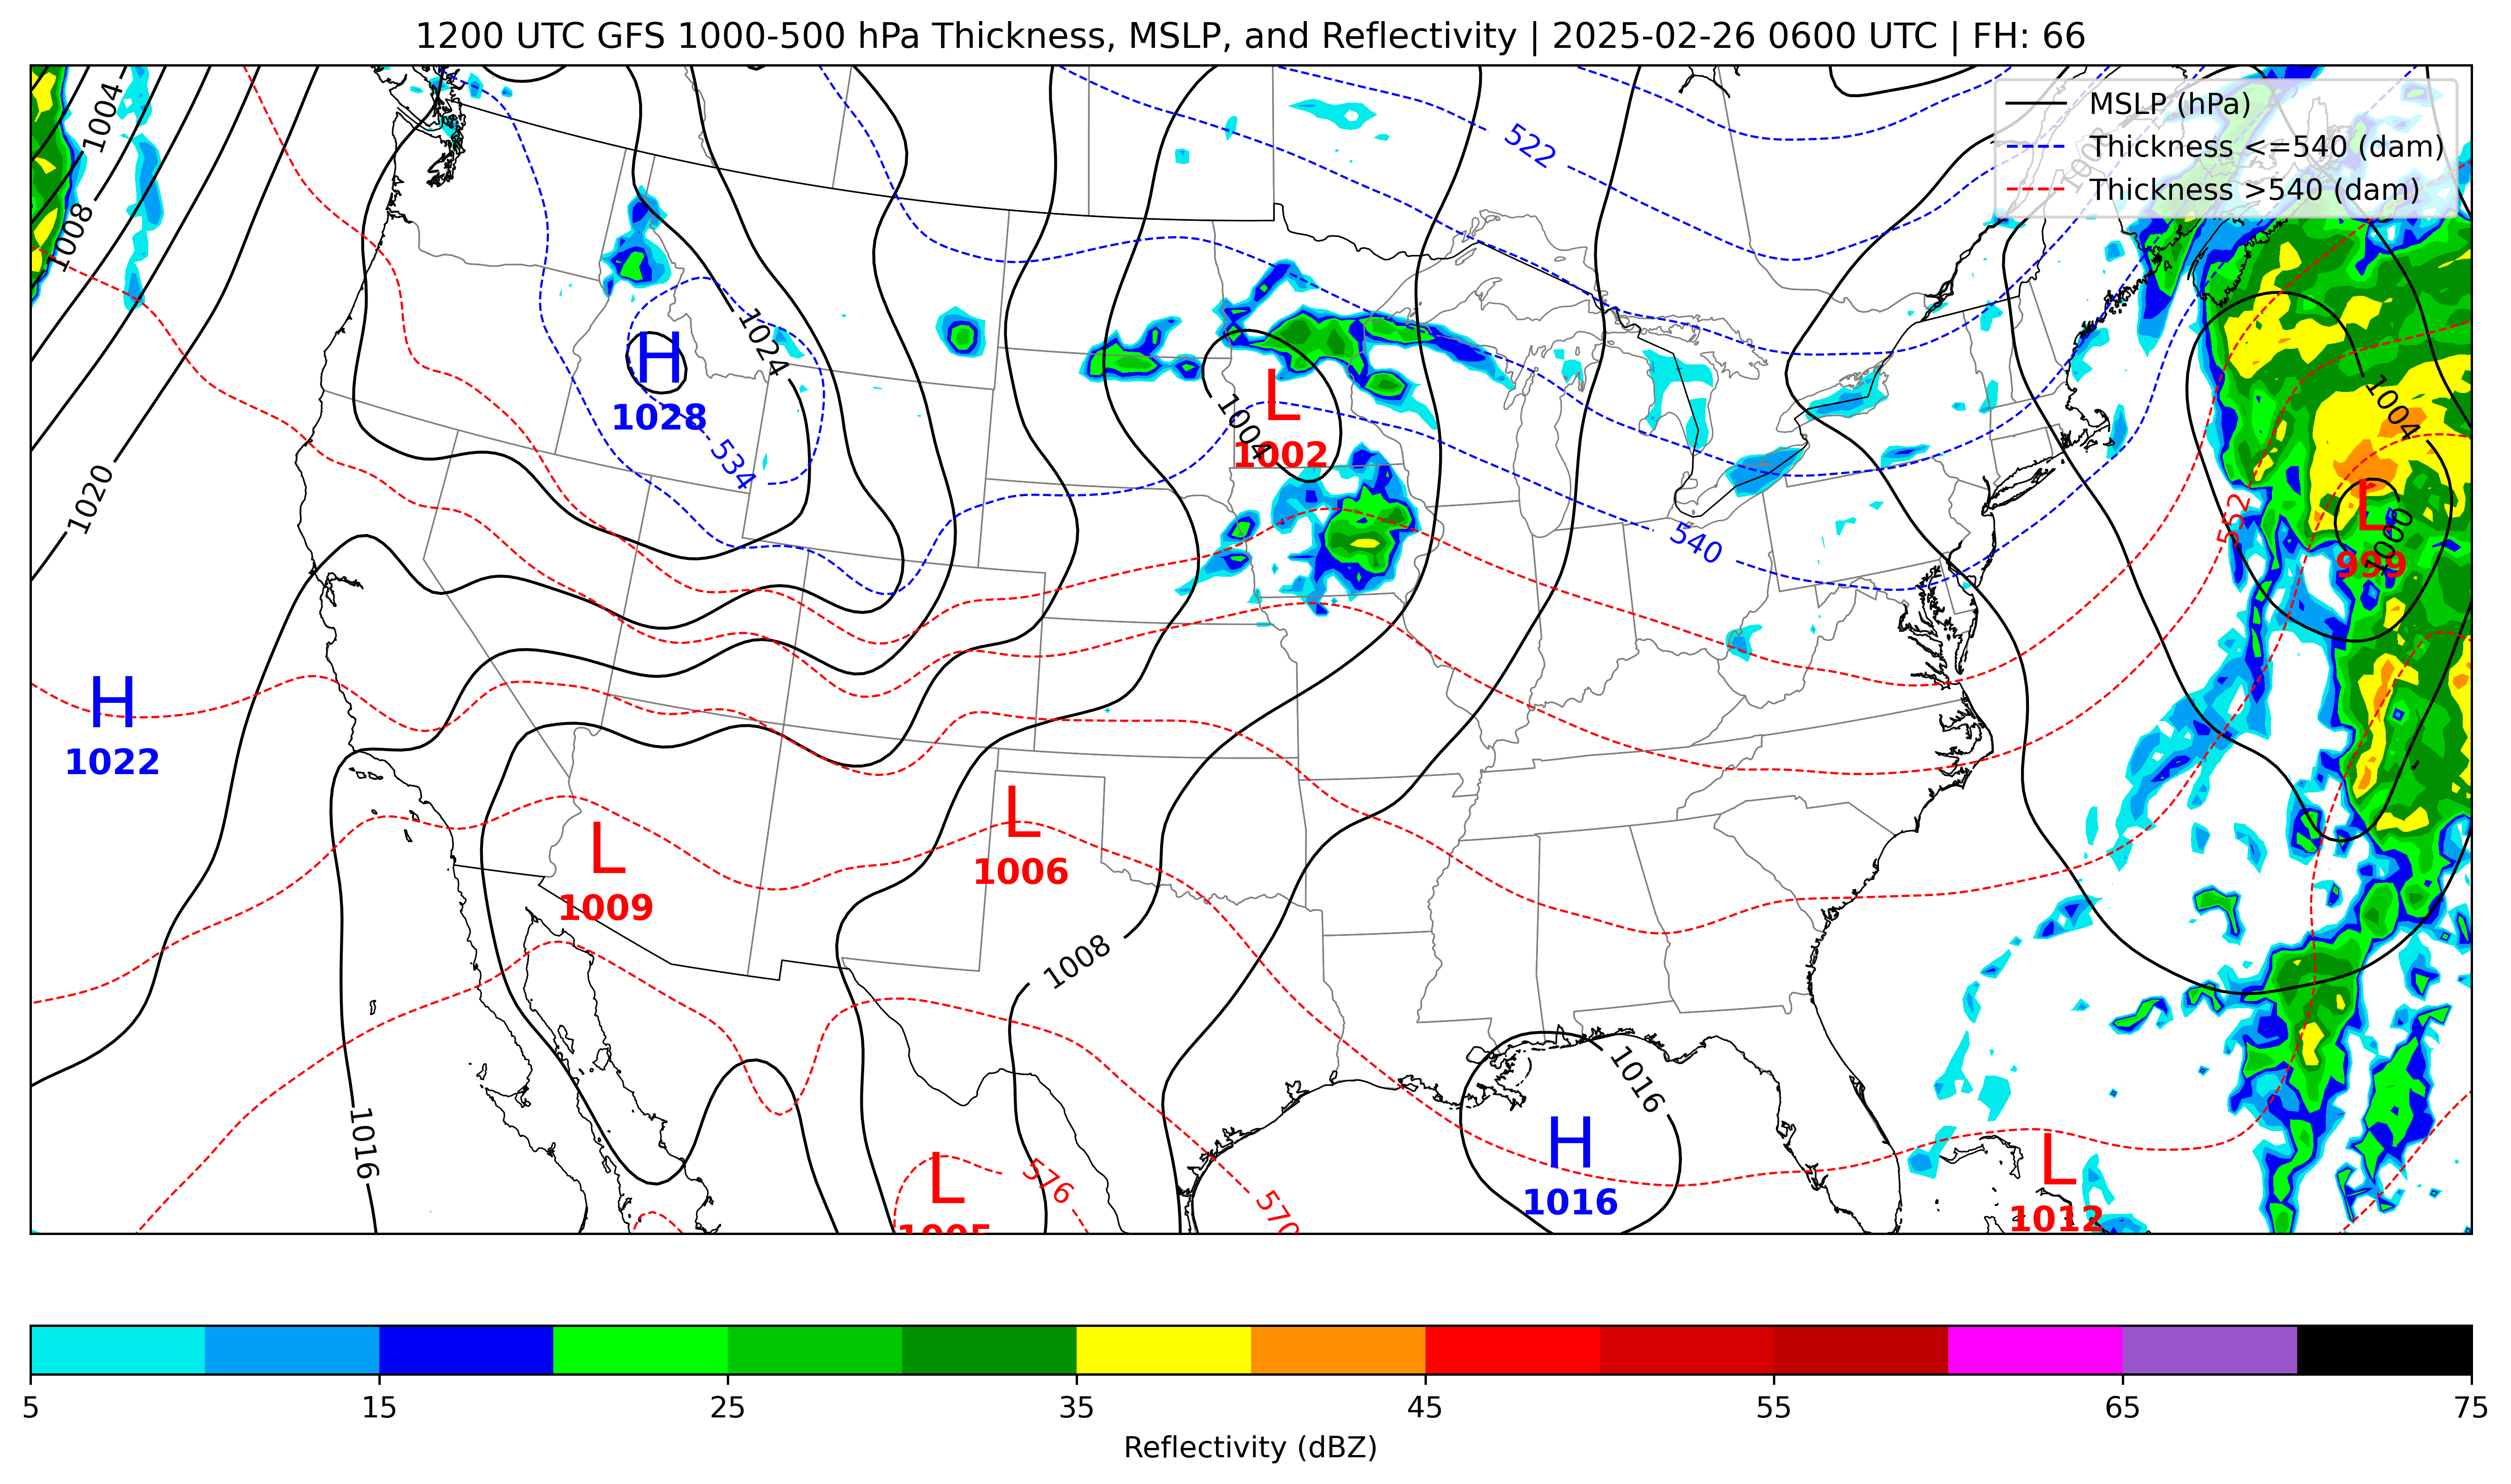 1200 UTC GFS 1000-500 hPa Thickness, MSLP, and Reflectivity | 2025-02-26 0600 UTC | FH: 66
MSLP (hPa)
Thickness <=540 (dam)
Thickness >540 (dam)
1004
1008
1008
522
1024
H
1028
534
1004
L
1002
1004
1020
552
L
1000
999
540
H
1022
L
1009
L
1006
1008
1016
1016
H
1016
L
1005
576
570
L
1012
5
15
25
35
45
55
65
75
Reflectivity (dBZ)